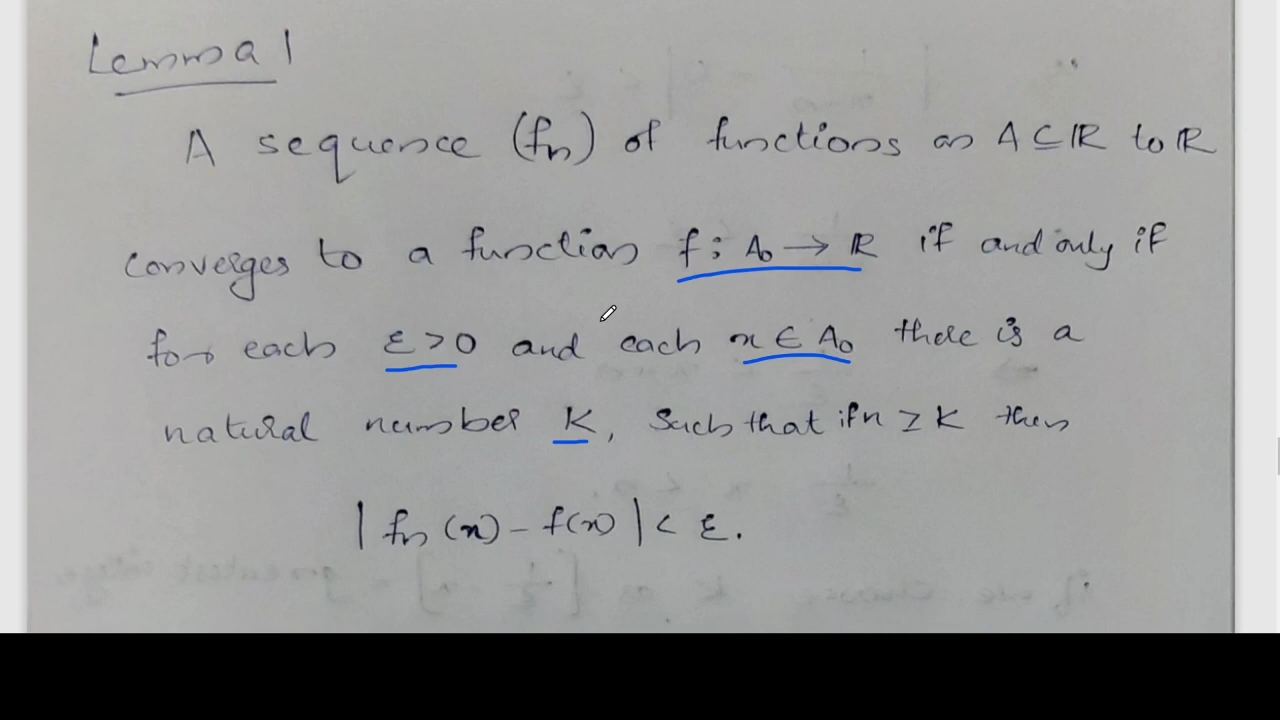 Lemma 1
A sequence (fn) of functions on A ⊆ ℝ to ℝ
converges to a function f : A₀ → ℝ if and only if
for each ε > 0 and each x ∈ A₀ there is a
natural number K, such that if n ≥ K then
| fn (x) - f(x) | < ε.